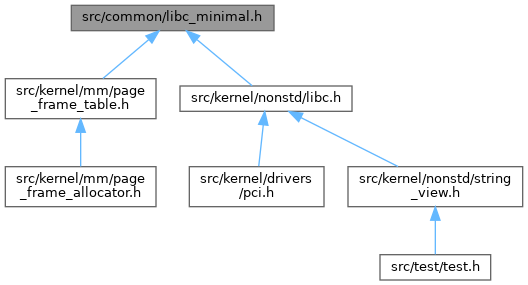 src/common/libc_minimal.h
src/kernel/mm/page
_frame_table.h
src/kernel/nonstd/libc.h
src/kernel/mm/page
_frame_allocator.h
src/kernel/drivers
/pci.h
src/kernel/nonstd/string
_view.h
src/test/test.h